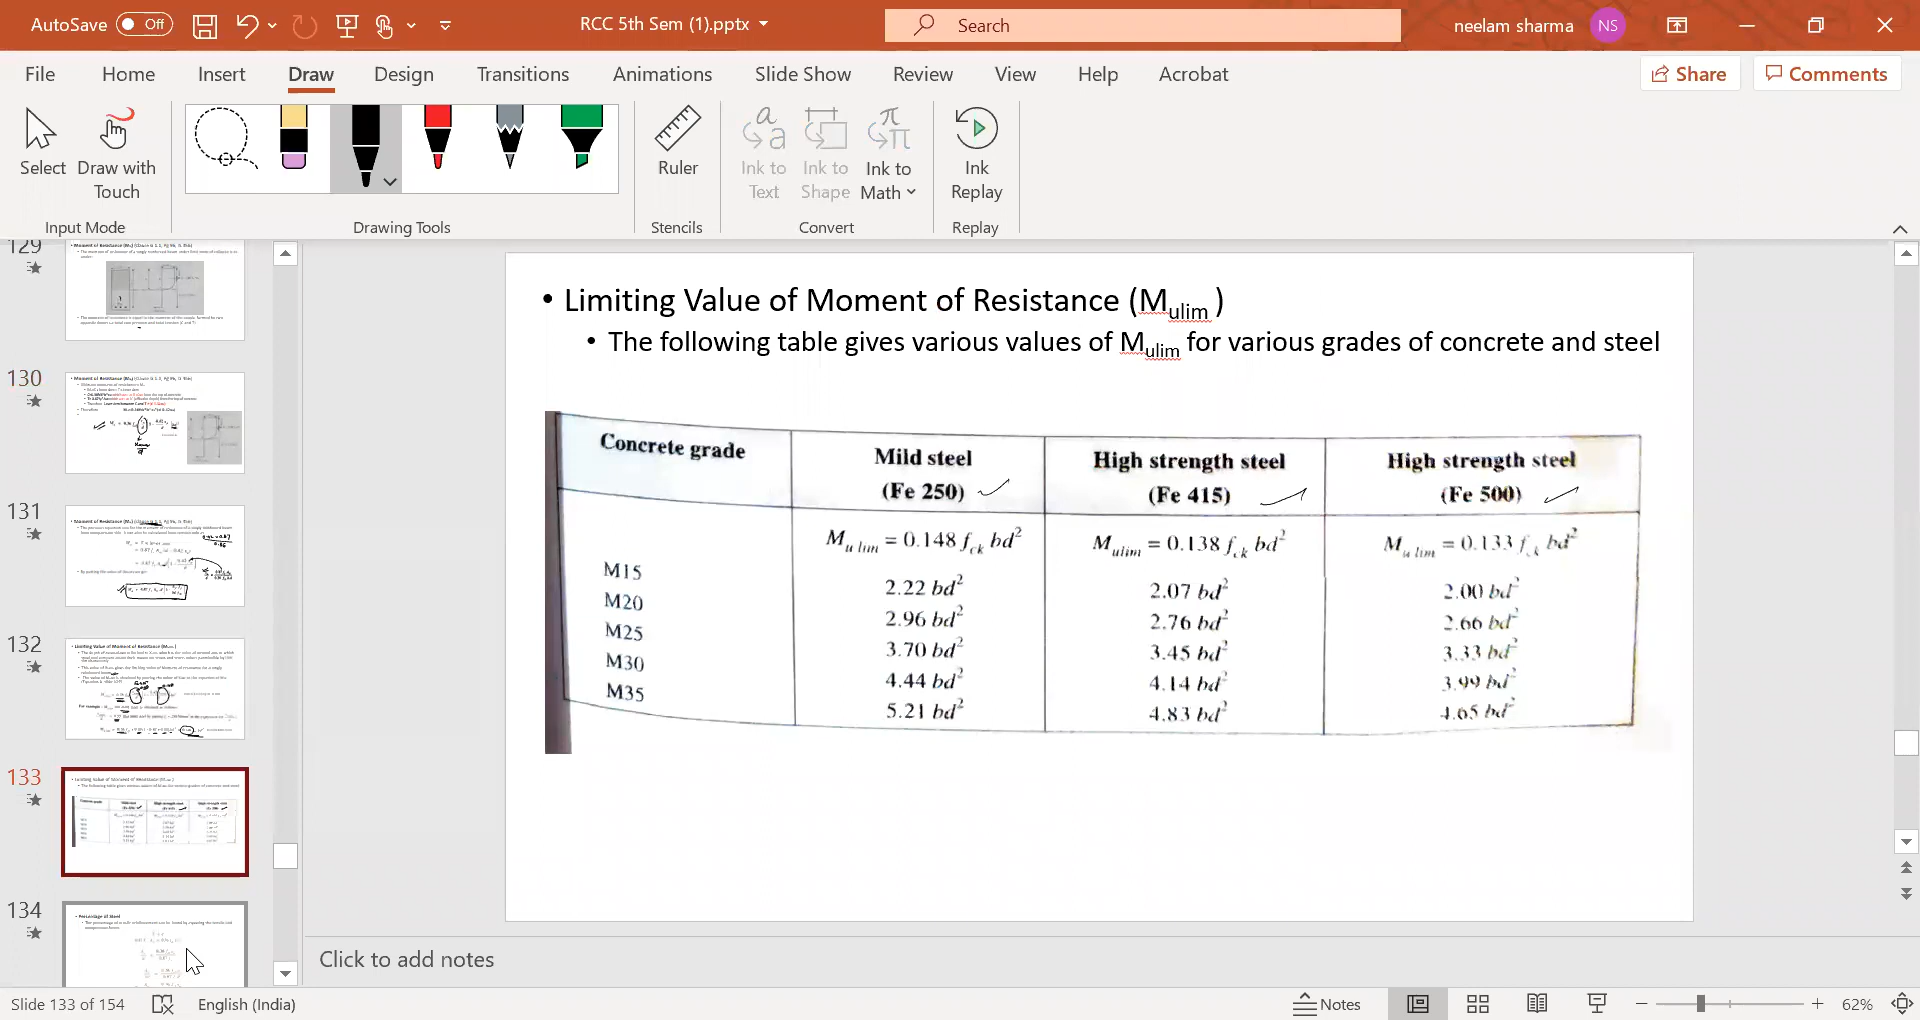 AutoSave Off
RCC 5th Sem (1).pptx
Search
neelam sharma NS
File Home Insert Draw Design Transitions Animations Slide Show Review View Help Acrobat
Share Comments
Select
Draw with Touch
Ruler
Ink to Text
Ink to Shape
Ink to Math
Ink Replay
Input Mode
Drawing Tools
Stencils
Convert
Replay
129
130
131
132
133
134
Percentage of Steel
• Limiting Value of Moment of Resistance (Mulim )
• The following table gives various values of Mulim for various grades of concrete and steel
Concrete grade Mild steel (Fe 250) High strength steel (Fe 415) High strength steel (Fe 500)
Mu lim = 0.148 fck bd² Mulim = 0.138 fck bd² Mu lim = 0.133 fck bd²
M15 2.22 bd² 2.07 bd² 2.00 bd²
M20 2.96 bd² 2.76 bd² 2.66 bd²
M25 3.70 bd² 3.45 bd² 3.33 bd²
M30 4.44 bd² 4.14 bd² 3.99 bd²
M35 5.21 bd² 4.83 bd² 4.65 bd²
Click to add notes
Slide 133 of 154
English (India)
Notes
62%